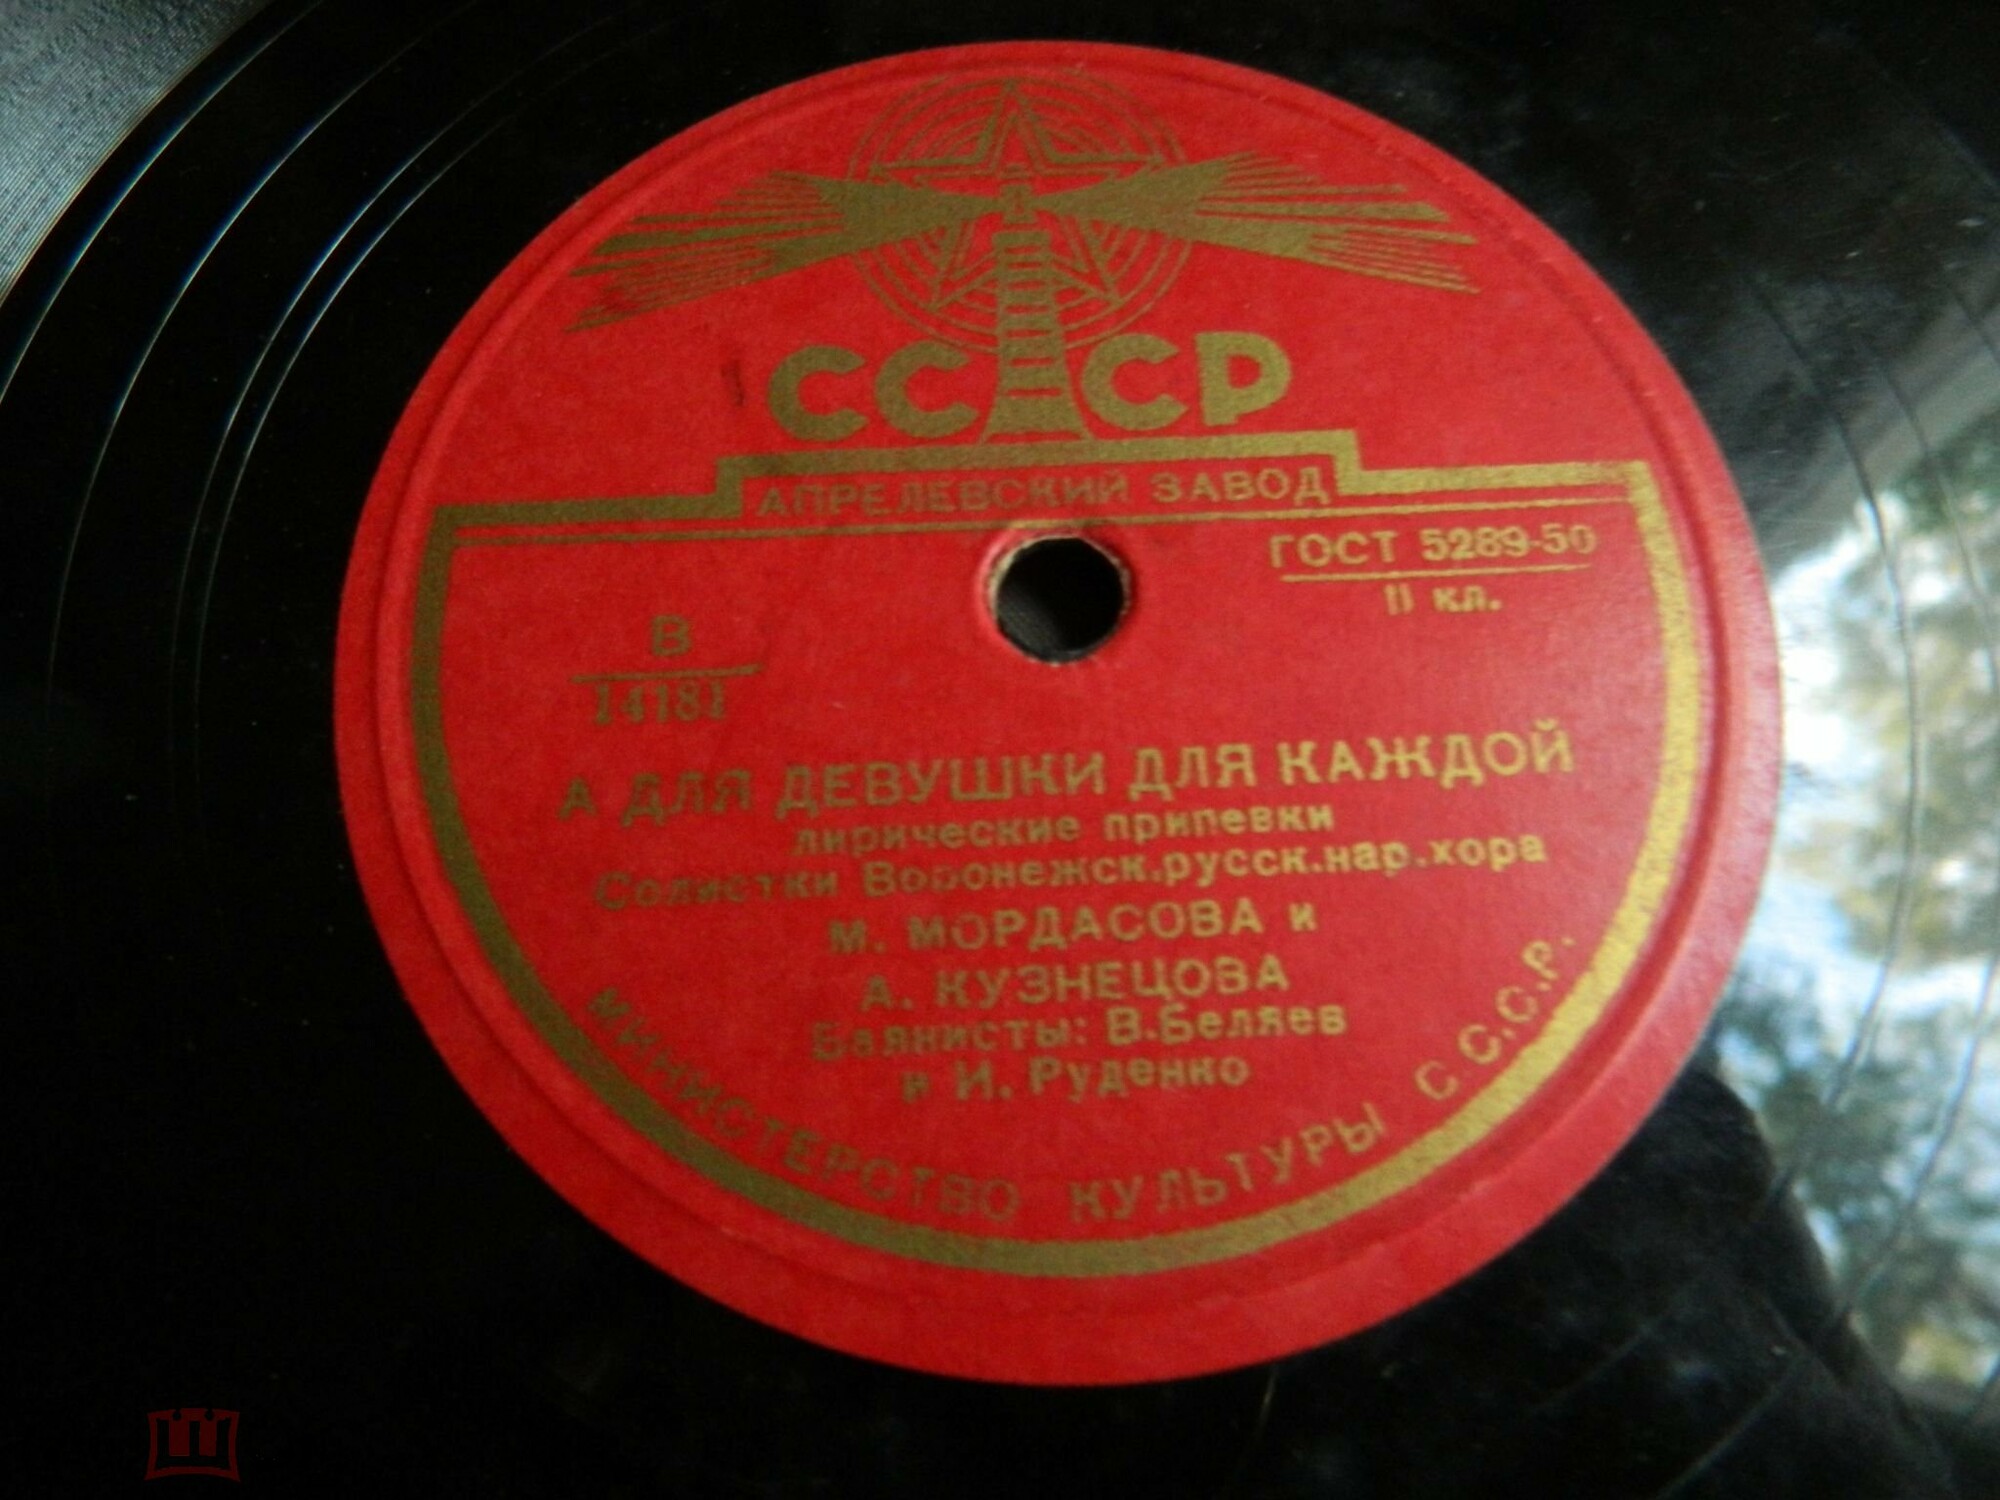 СССР
АПРЕЛЕВСКИЙ ЗАВОД
ГОСТ 5289-50
II кл.
В
14181
А ДЛЯ ДЕВУШКИ ДЛЯ КАЖДОЙ
лирические припевки
Солистки Воронежск.русск.нар.хора
М. МОРДАСОВА и
А. КУЗНЕЦОВА
Баянисты: В.Беляев
и И. Руденко
МИНИСТЕРСТВО КУЛЬТУРЫ С С.С.Р.